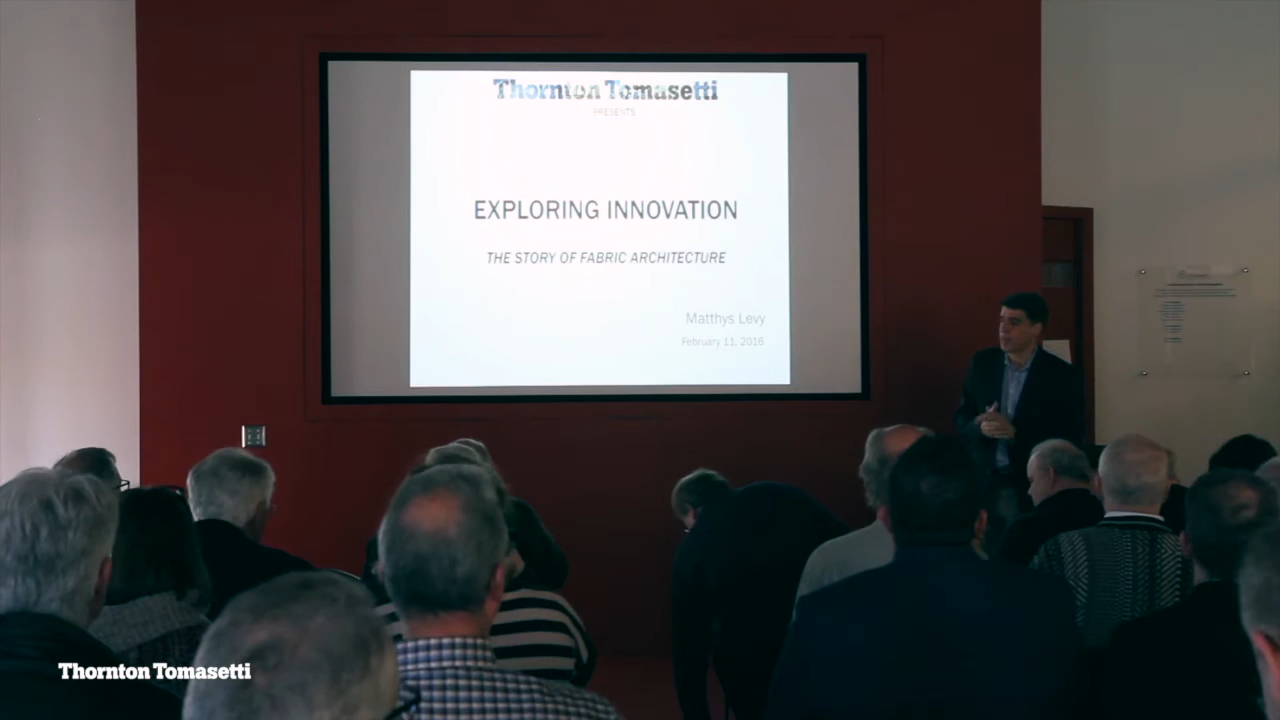 Thornton Tomasetti
PRESENTS
EXPLORING INNOVATION
THE STORY OF FABRIC ARCHITECTURE
Matthys Levy
February 11, 2016
Thornton Tomasetti